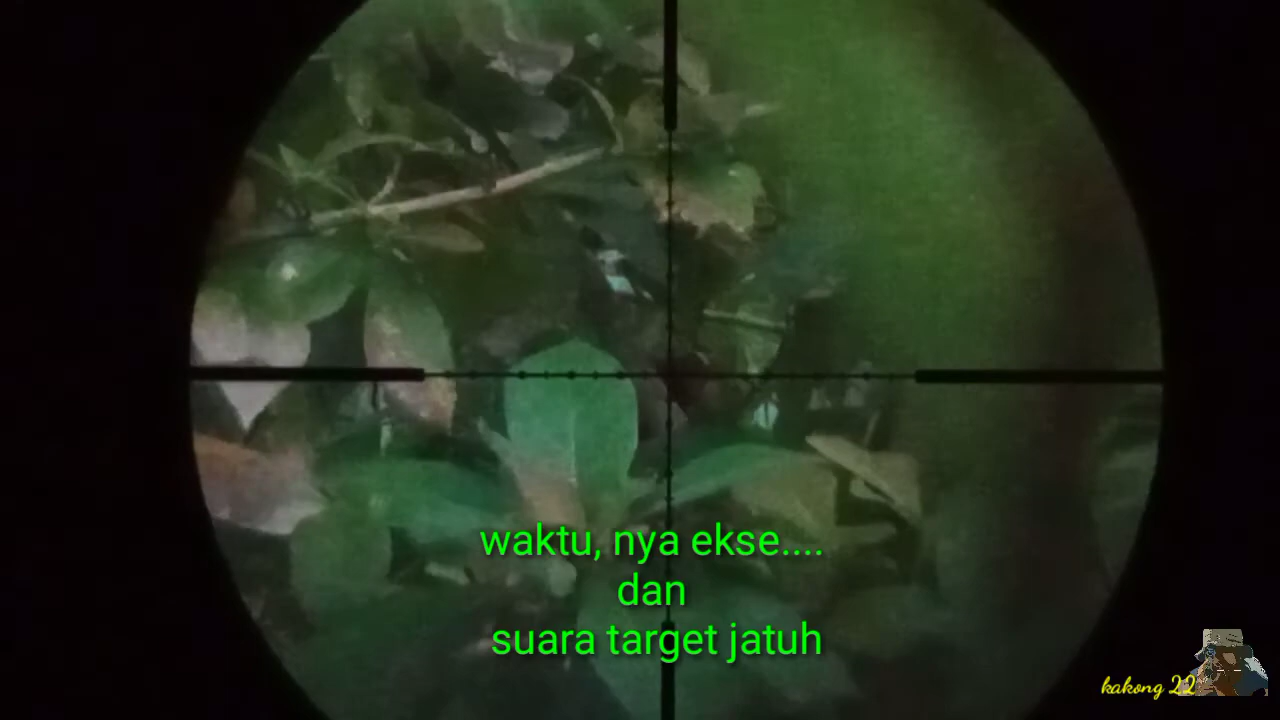 waktu, nya ekse....
dan
suara target jatuh
kakong 22